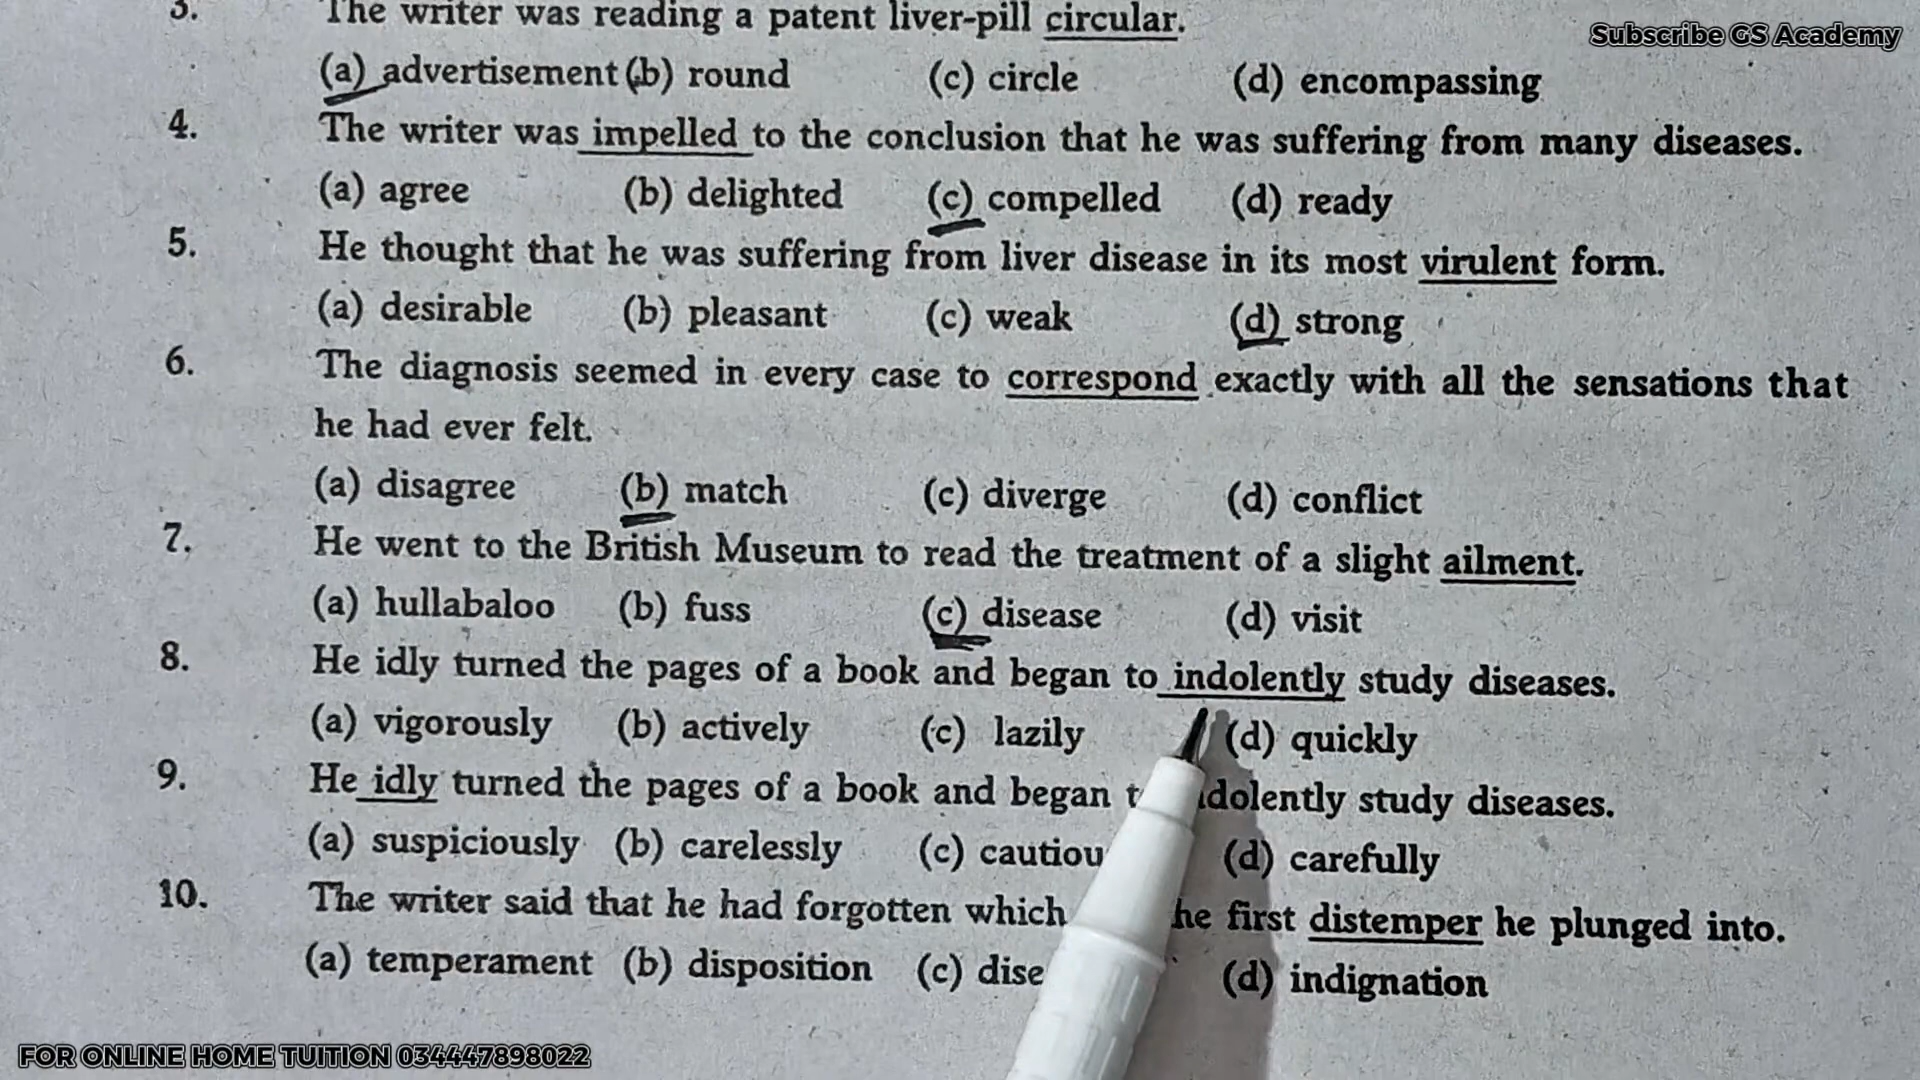 3. The writer was reading a patent liver-pill circular.
Subscribe GS Academy
(a) advertisement (b) round (c) circle (d) encompassing
4. The writer was impelled to the conclusion that he was suffering from many diseases.
(a) agree (b) delighted (c) compelled (d) ready
5. He thought that he was suffering from liver disease in its most virulent form.
(a) desirable (b) pleasant (c) weak (d) strong
6. The diagnosis seemed in every case to correspond exactly with all the sensations that
he had ever felt.
(a) disagree (b) match (c) diverge (d) conflict
7. He went to the British Museum to read the treatment of a slight ailment.
(a) hullabaloo (b) fuss (c) disease (d) visit
8. He idly turned the pages of a book and began to indolently study diseases.
(a) vigorously (b) actively (c) lazily (d) quickly
9. He idly turned the pages of a book and began study diseases.
(a) suspiciously (b) carelessly (c) (d) carefully
10. The writer said that he had forgotten which first distemper he plunged into.
(a) temperament (b) disposition (c) (d) indignation
FOR ONLINE HOME TUITION 034447898022